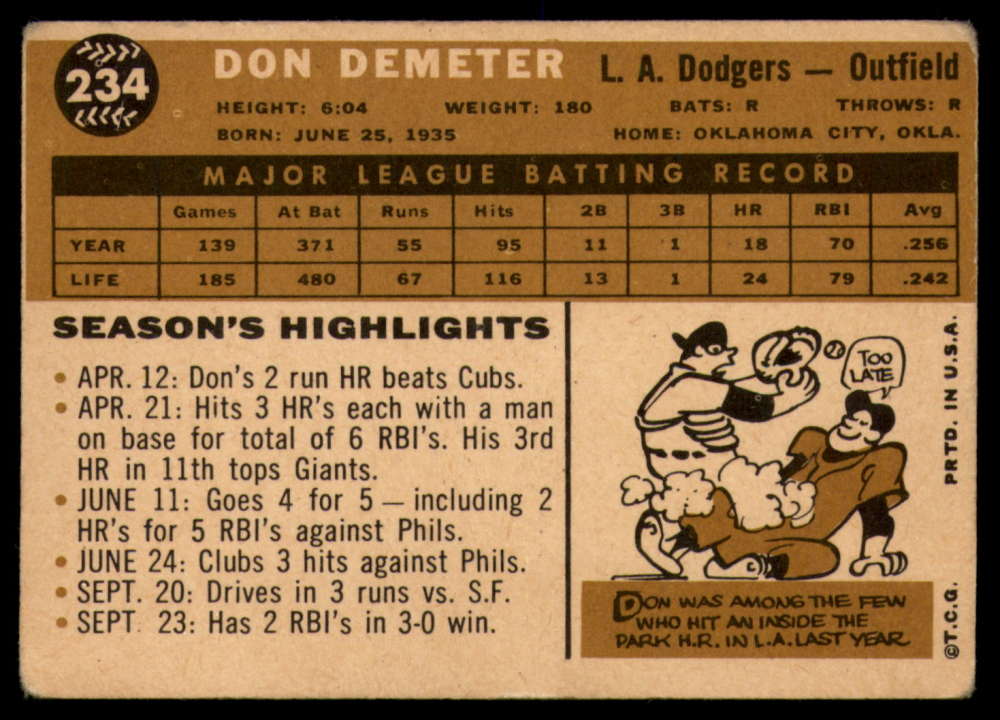 234
DON DEMETER
L. A. Dodgers — Outfield
HEIGHT: 6:04 WEIGHT: 180 BATS: R THROWS: R
BORN: JUNE 25, 1935 HOME: OKLAHOMA CITY, OKLA.
MAJOR LEAGUE BATTING RECORD
Games At Bat Runs Hits 2B 3B HR RBI Avg
YEAR 139 371 55 95 11 1 18 70 .256
LIFE 185 480 67 116 13 1 24 79 .242
SEASON'S HIGHLIGHTS
• APR. 12: Don's 2 run HR beats Cubs.
• APR. 21: Hits 3 HR's each with a man
on base for total of 6 RBI's. His 3rd
HR in 11th tops Giants.
• JUNE 11: Goes 4 for 5 — including 2
HR's for 5 RBI's against Phils.
• JUNE 24: Clubs 3 hits against Phils.
• SEPT. 20: Drives in 3 runs vs. S.F.
• SEPT. 23: Has 2 RBI's in 3-0 win.
TOO
LATE
DON WAS AMONG THE FEW
WHO HIT AN INSIDE THE
PARK H.R. IN L.A. LAST YEAR
PRTD. IN U.S.A.
©T.C.G.